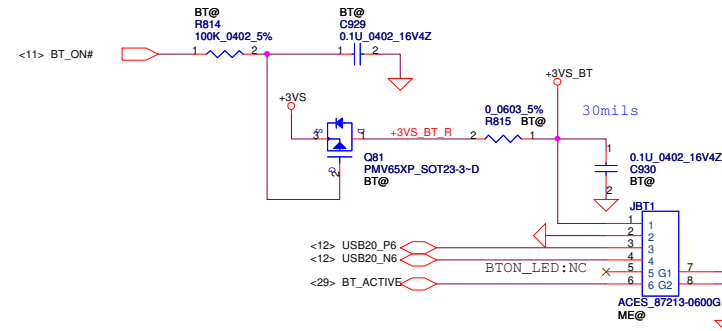 BT@
R814
100K_0402_5%
BT@
C929
0.1U_0402_16V4Z
<11> BT_ON#
1 2
1 2
+3VS
+3VS_BT
30mils
0_0603_5%
R815 BT@
3 S D 1
+3VS_BT_R
2 1
G
2
Q81
PMV65XP_SOT23-3~D
BT@
1
0.1U_0402_16V4Z
C930
BT@
2
JBT1
1 1
2 2
<12> USB20_P6
3 3
<12> USB20_N6
4 4
BTON_LED:NC
5 5 G1 7
<29> BT_ACTIVE
6 6 G2 8
ACES_87213-0600G
ME@